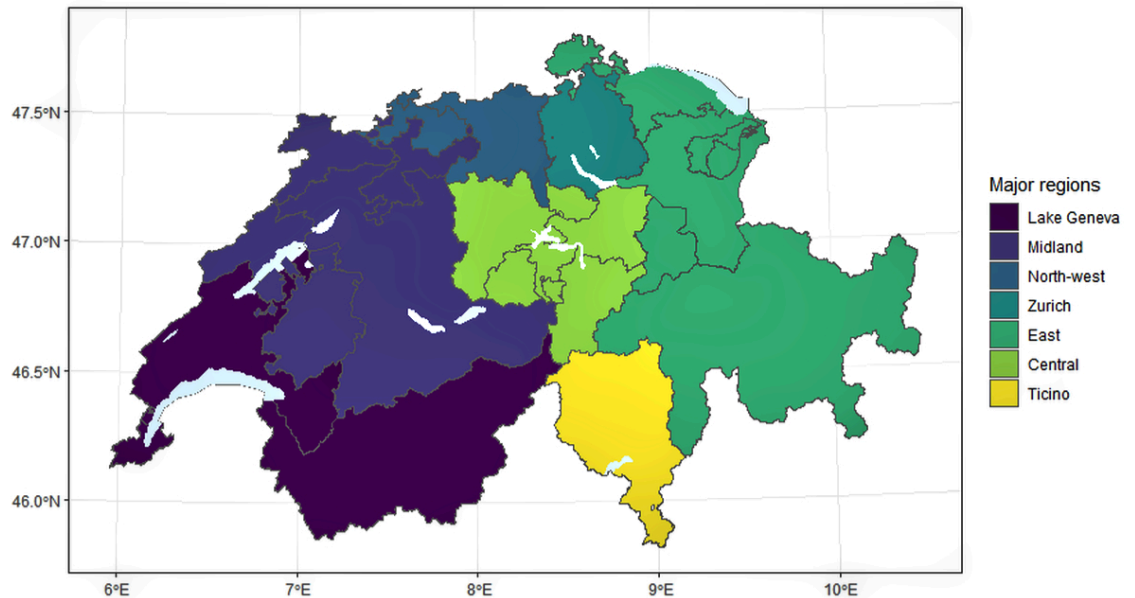 47.5°N
47.0°N
46.5°N
46.0°N
6°E
7°E
8°E
9°E
10°E
Major regions
Lake Geneva
Midland
North-west
Zurich
East
Central
Ticino